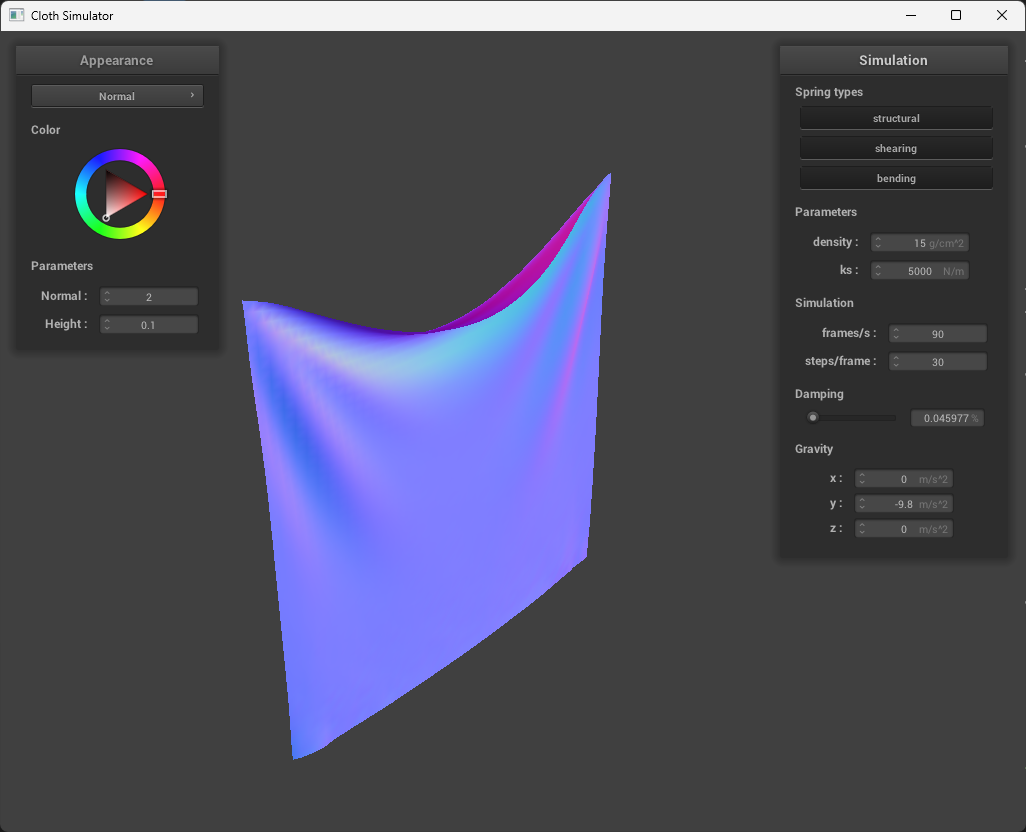 Cloth Simulator
Appearance
Normal
Color
Parameters
Normal : 2
Height : 0.1
Simulation
Spring types
structural
shearing
bending
Parameters
density : 15 g/cm^2
ks : 5000 N/m
Simulation
frames/s : 90
steps/frame : 30
Damping
0.045977 %
Gravity
x : 0 m/s^2
y : -9.8 m/s^2
z : 0 m/s^2